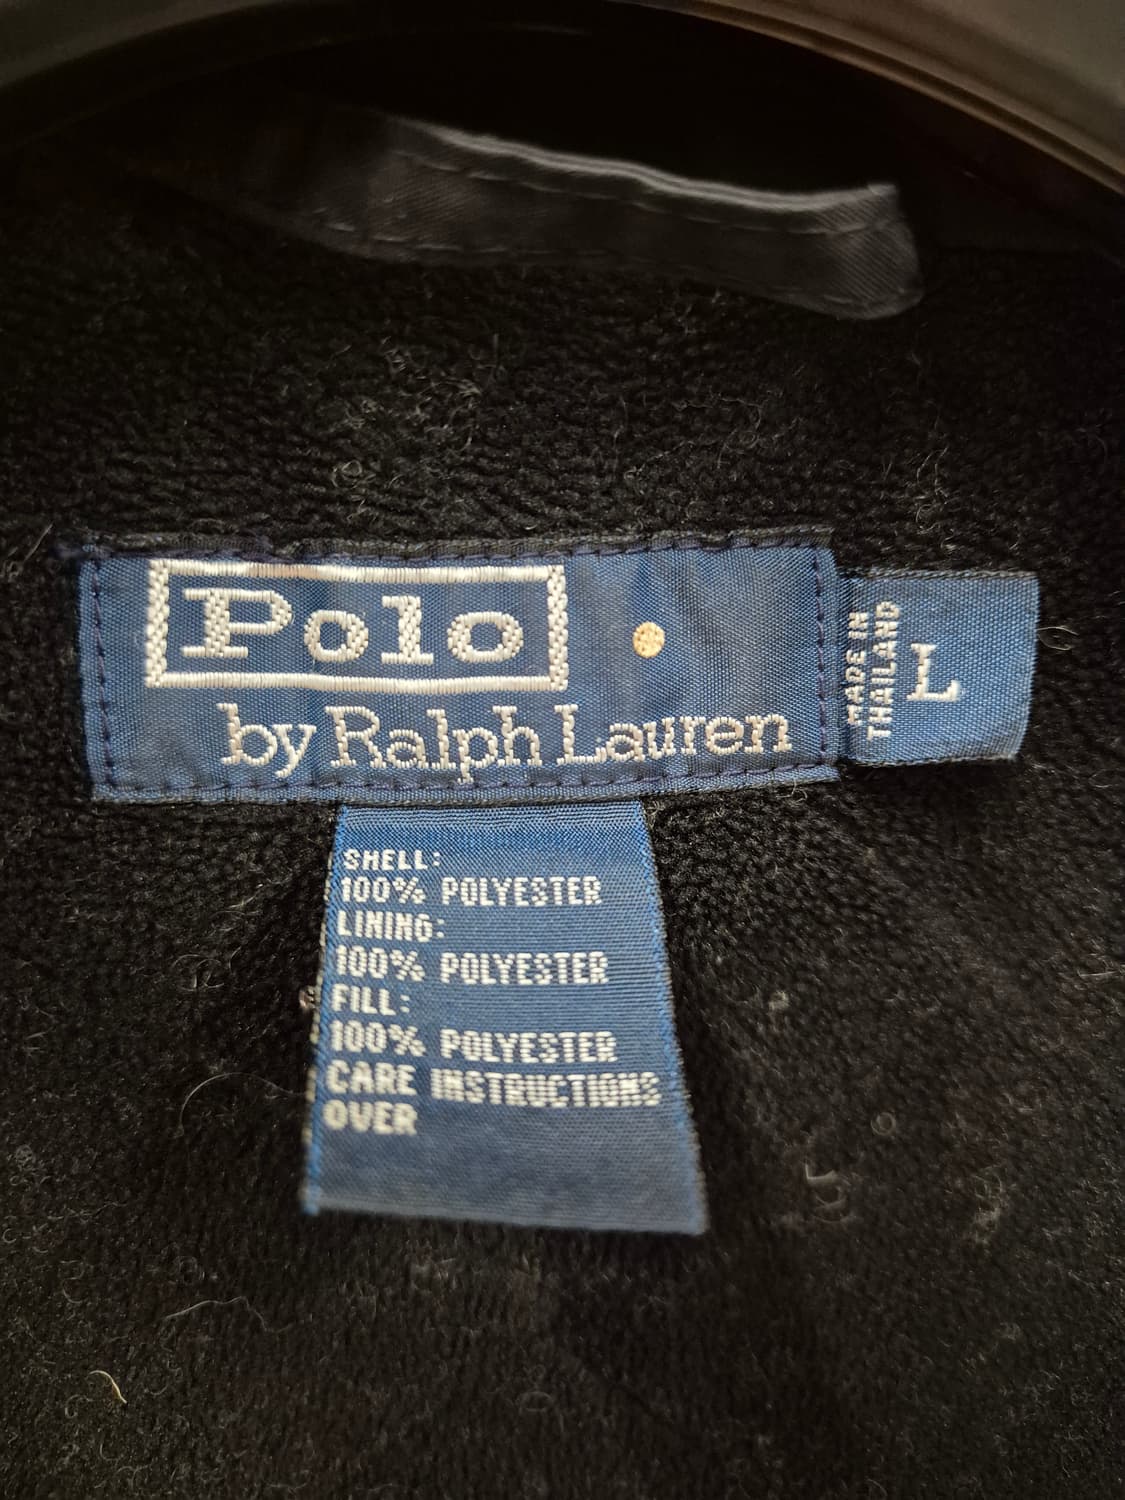 Polo
by Ralph Lauren
MADE IN
THAILAND
L
SHELL:
100% POLYESTER
LINING:
100% POLYESTER
FILL:
100% POLYESTER
CARE INSTRUCTIONS
OVER